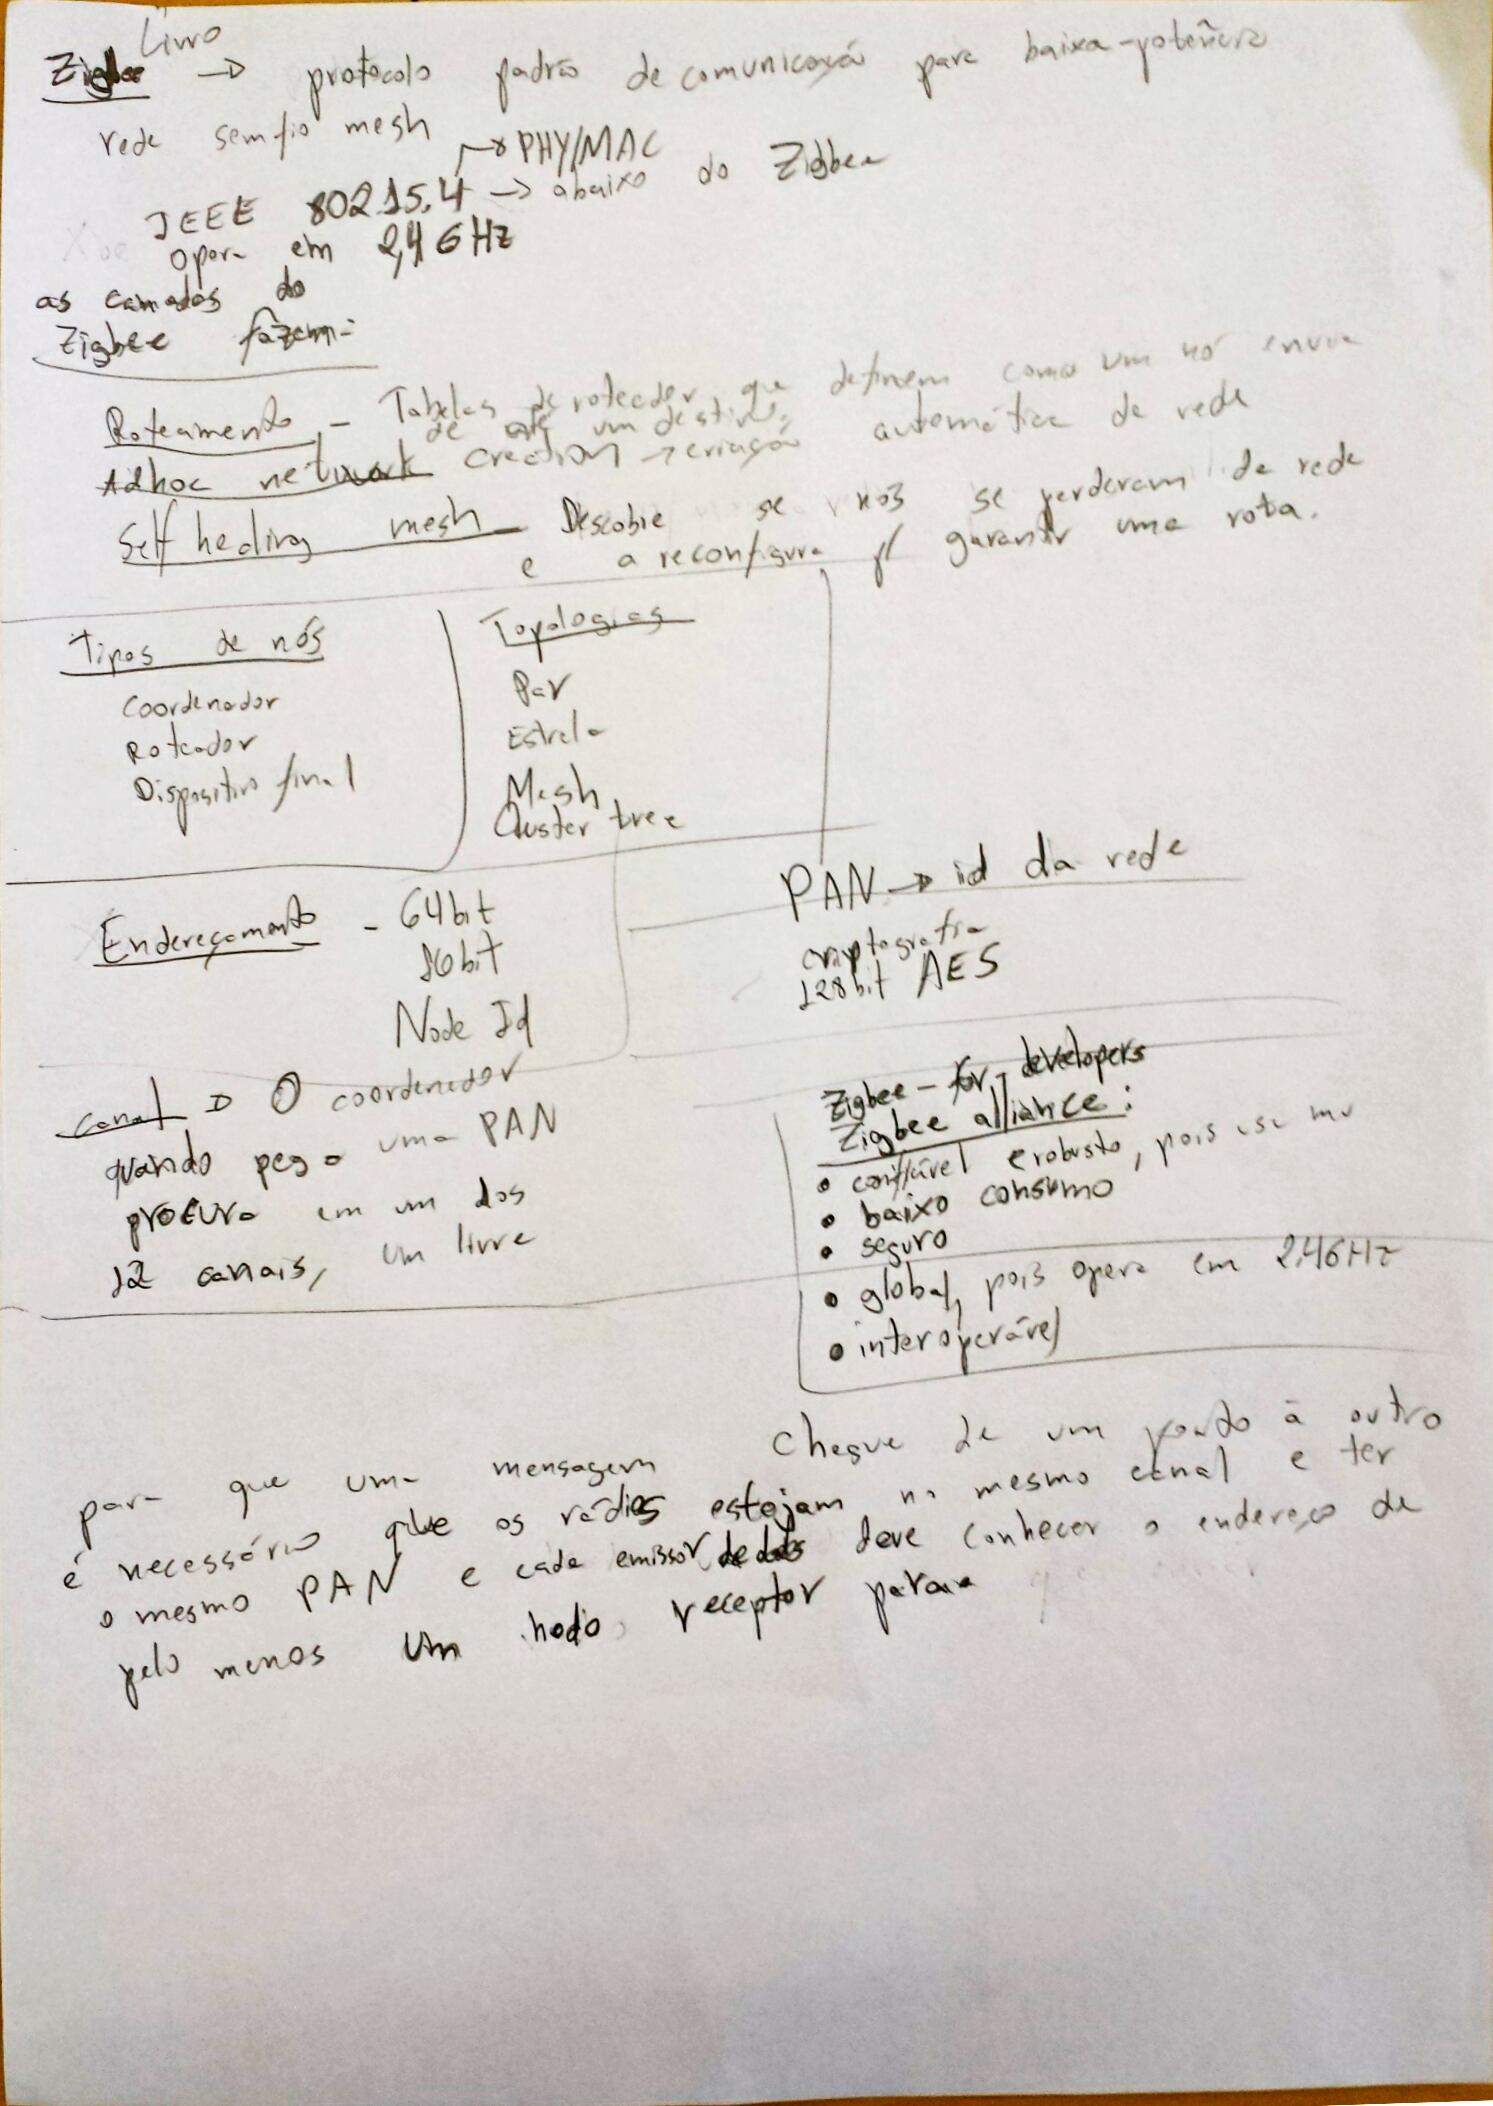 Livro
Zigbee → protocolo padrão de comunicação para baixa-potência
rede sem fio mesh
→ PHY/MAC
IEEE 802.15.4 → abaixo do Zigbee
opera em 2,4 GHz
as camadas do
Zigbee fazem:
Roteamento - Tabelas de roteador que definem como um nó envia
de até um destino
Adhoc network creation → criação automática de rede
Self healing mesh - Descobre se nós se perderam da rede
e a reconfigura p/ garantir uma rota.
Tipos de nós
Coordenador
Roteador
Dispositivo final
Topologias
Par
Estrela
Mesh
Cluster tree
Endereçamento - 64 bit
16 bit
Node Id
PAN → id da rede
criptografia
128 bit AES
canal → O coordenador
quando pega uma PAN
procura em um dos
12 canais, um livre
Zigbee-for-developers
Zigbee alliance:
• confiável e robusto, pois usa
• baixo consumo
• seguro
• global, pois opera em 2,4GHz
• interoperável
para que uma mensagem chegue de um ponto à outro
é necessário que os rádios estejam no mesmo canal e ter
o mesmo PAN e cada emissor de dados deve conhecer o endereço de
pelo menos um nodo receptor para